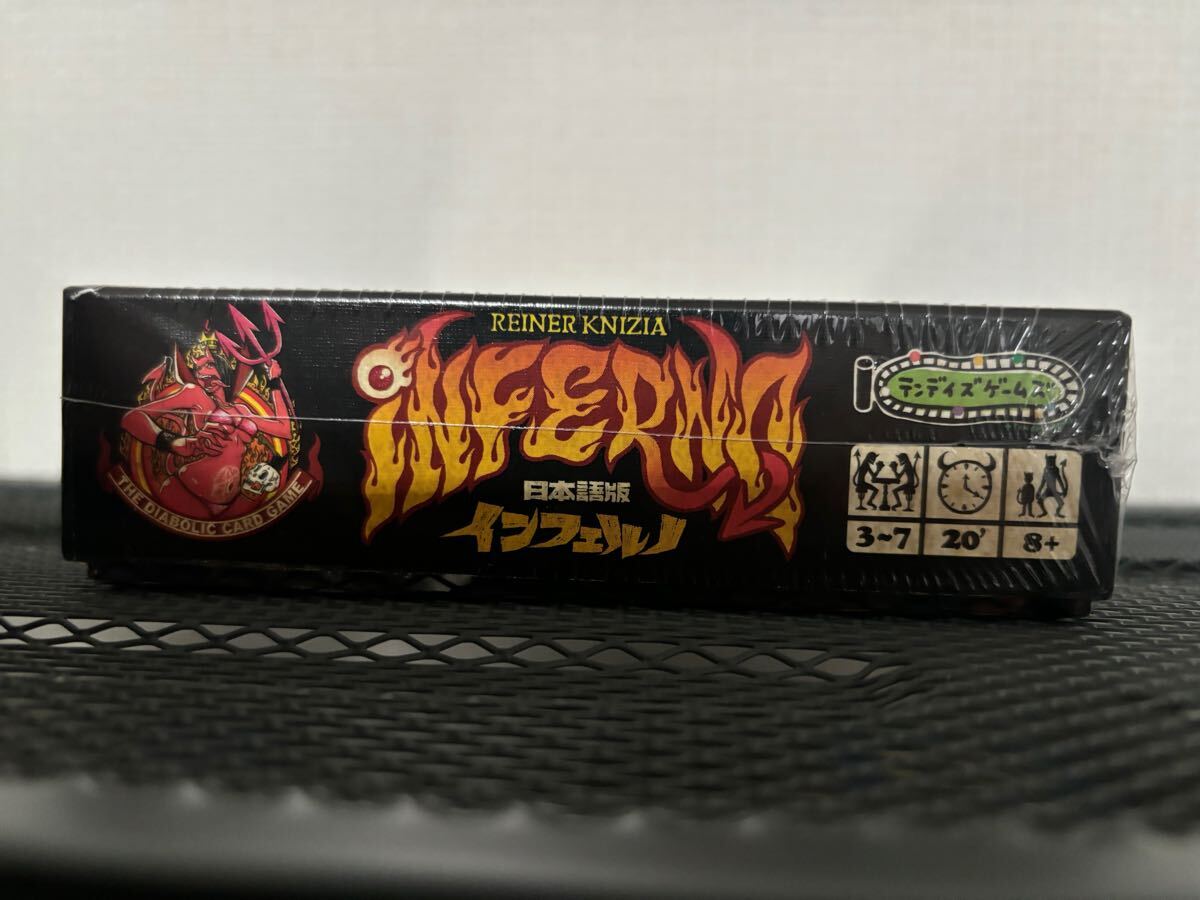 THE DIABOLIC CARD GAME
REINER KNIZIA
INFERNO
日本語版
インフェルノ
テンデイズゲームズ
3~7
20'
8+